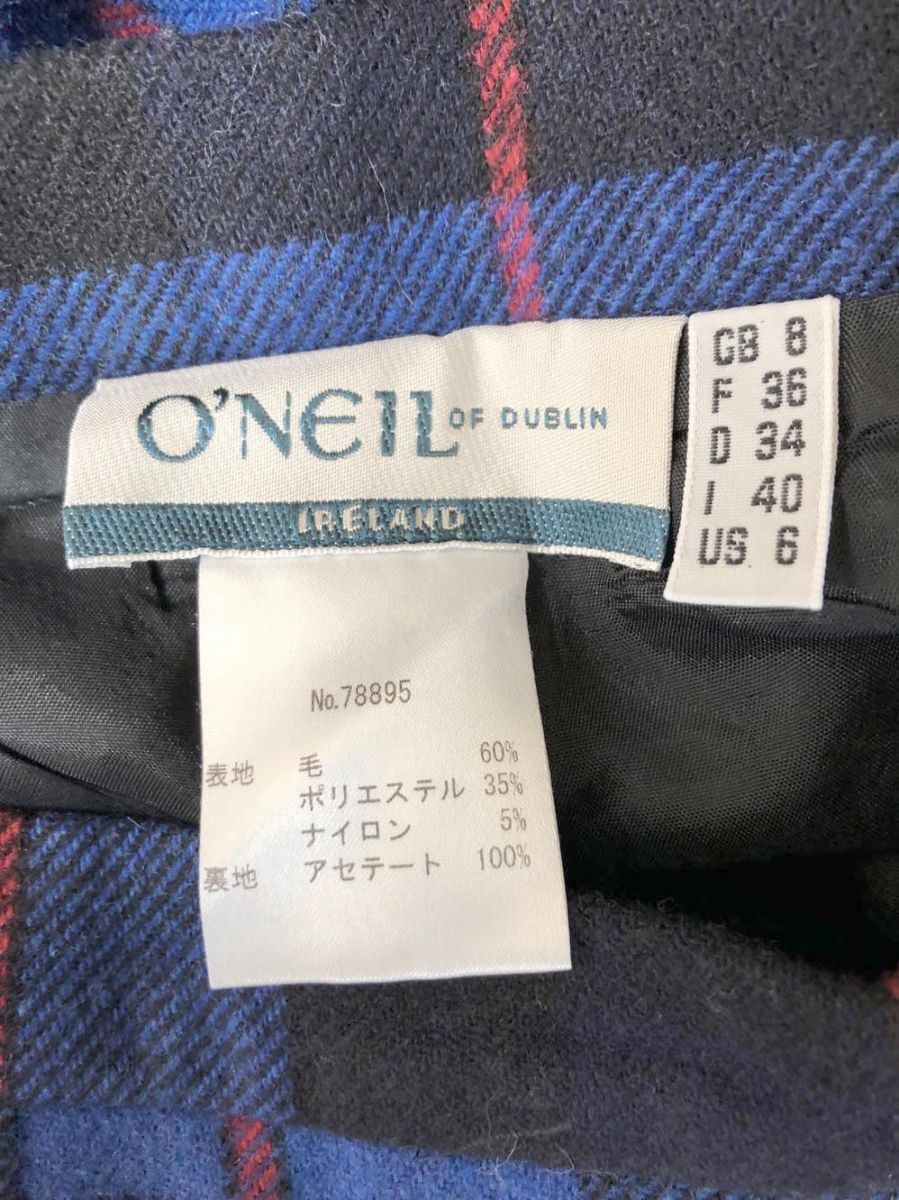 O'NEIL OF DUBLIN
IRELAND
GB 8
F 36
D 34
I 40
US 6
No.78895
表地 毛 60%
ポリエステル 35%
ナイロン 5%
裏地 アセテート 100%